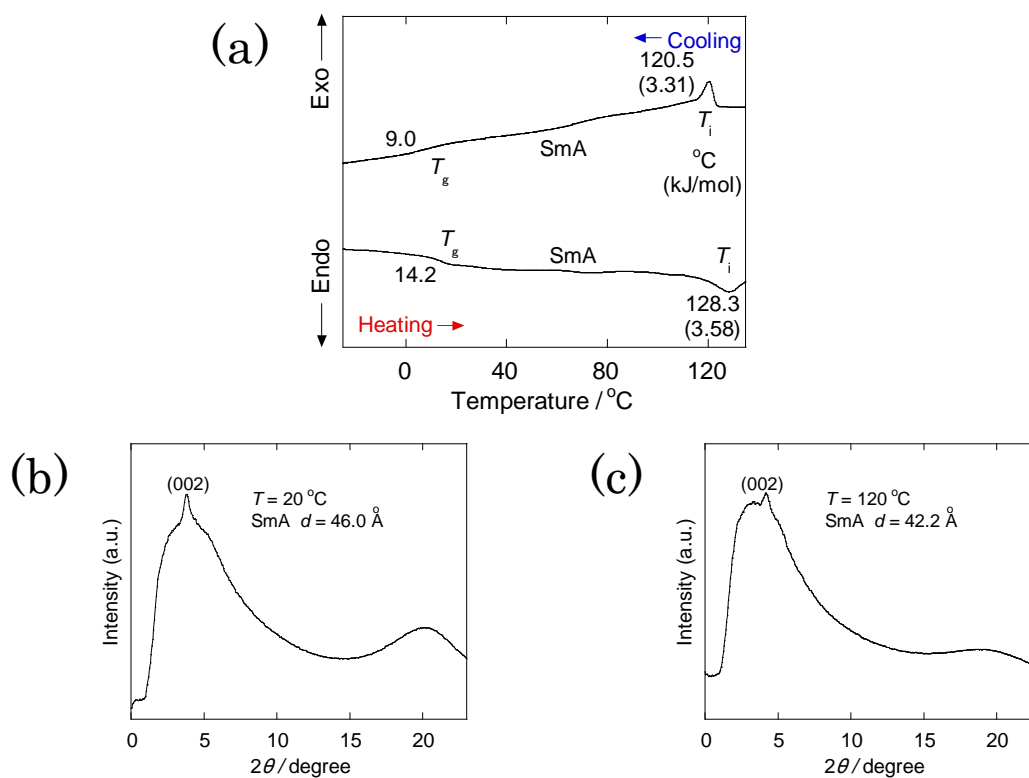 (a)
Exo
Endo
← Cooling
120.5
(3.31)
9.0
Tg
SmA
Ti
°C
(kJ/mol)
Tg
SmA
Ti
14.2
128.3
(3.58)
Heating →
0 40 80 120
Temperature / °C
(b)
(002)
T = 20 °C
SmA d = 46.0 Å
Intensity (a.u.)
0 5 10 15 20
2θ / degree
(c)
(002)
T = 120 °C
SmA d = 42.2 Å
Intensity (a.u.)
0 5 10 15 20
2θ / degree